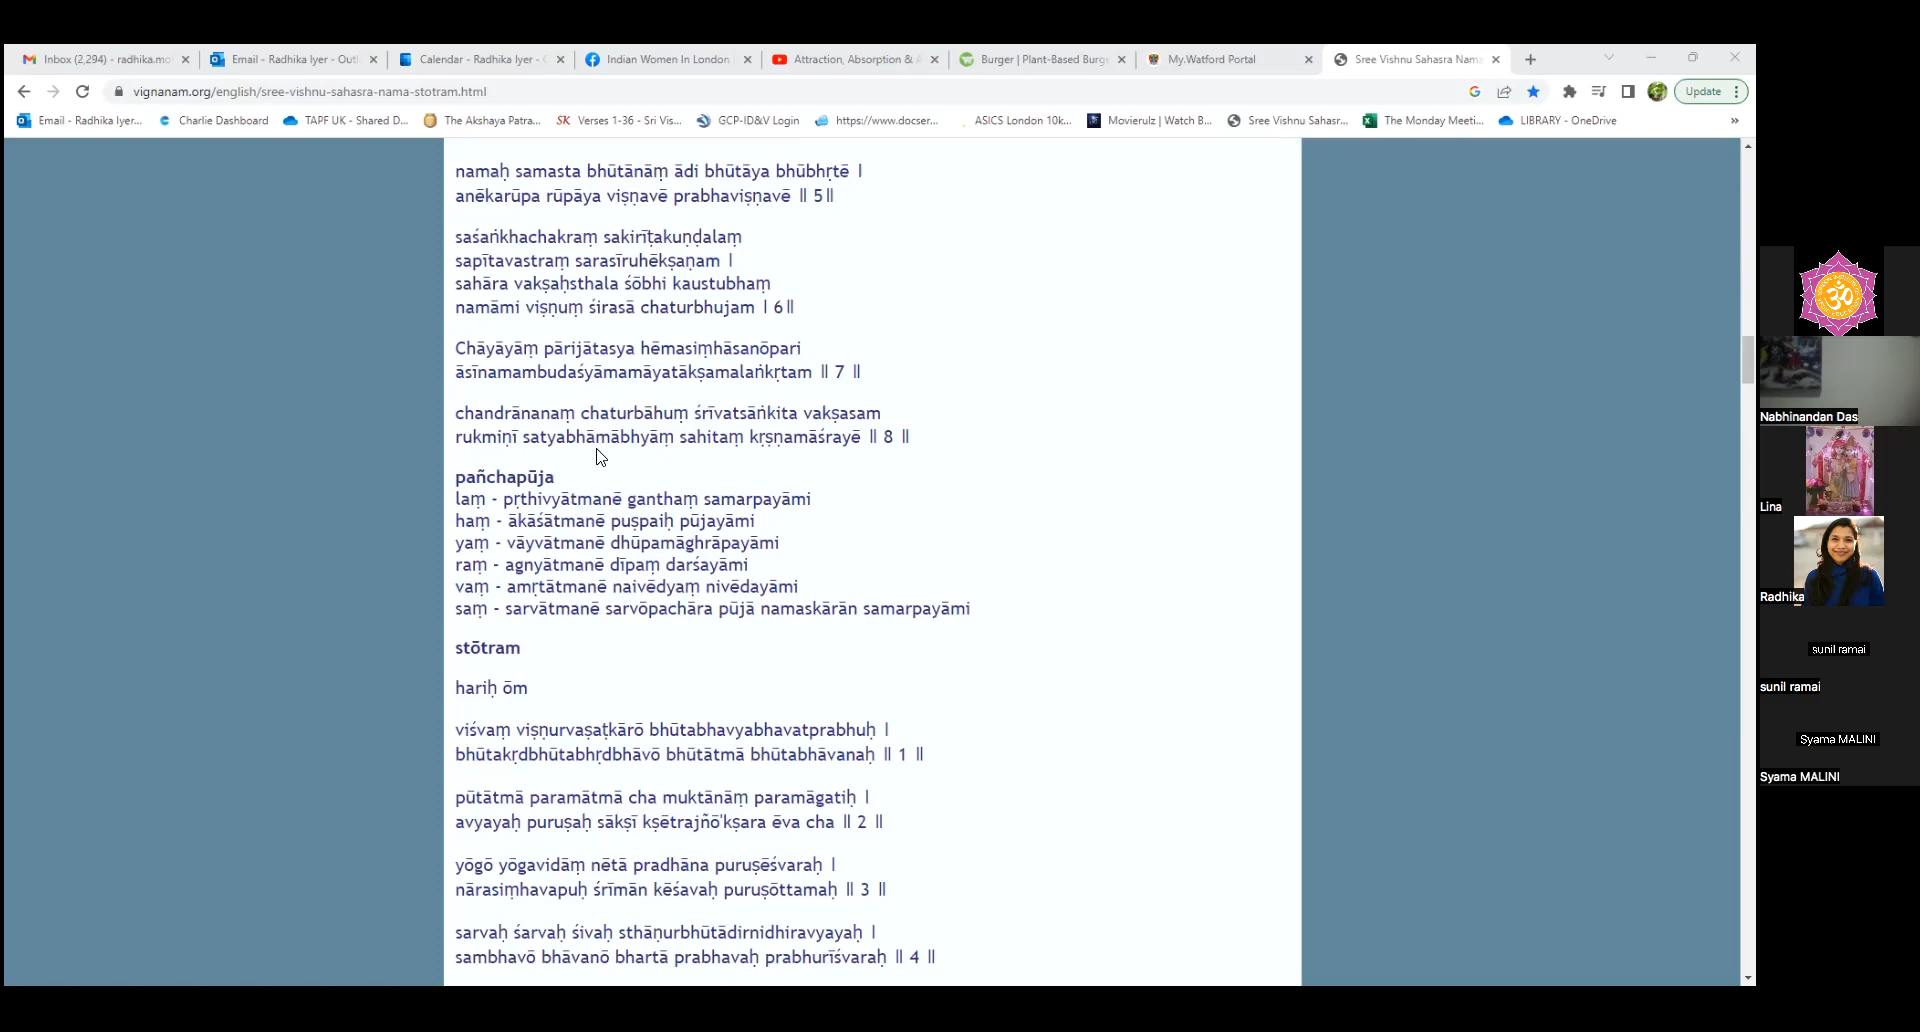 Inbox (2,294) - radhika.mo
Email - Radhika Iyer - Outl
Calendar - Radhika Iyer -
Indian Women In London
Attraction, Absorption &
Burger | Plant-Based Burge
My.Watford Portal
Sree Vishnu Sahasra Nama
vignanam.org/english/sree-vishnu-sahasra-nama-stotram.html
Update
Email - Radhika Iyer...
Charlie Dashboard
TAPF UK - Shared D...
The Akshaya Patra...
SK Verses 1-36 - Sri Vis...
GCP-ID&V Login
https://www.docser...
ASICS London 10k...
Movierulz | Watch B...
Sree Vishnu Sahasr...
The Monday Meeti...
LIBRARY - OneDrive
»
namaḥ samasta bhūtānāṃ ādi bhūtāya bhūbhṛtē |
anēkarūpa rūpāya viṣṇavē prabhaviṣṇavē ‖ 5‖
saśaṅkhachakraṃ sakirīṭakuṇḍalaṃ
sapītavastraṃ sarasīruhēkṣaṇam |
sahāra vakṣaḥsthala śōbhi kaustubhaṃ
namāmi viṣṇuṃ śirasā chaturbhujam | 6‖
Chāyāyāṃ pārijātasya hēmasiṃhāsanōpari
āsīnamambudaśyāmamāyatākṣamalaṅkṛtam ‖ 7 ‖
chandrānanaṃ chaturbāhuṃ śrīvatsāṅkita vakṣasam
rukmiṇī satyabhāmābhyāṃ sahitaṃ kṛṣṇamāśrayē ‖ 8 ‖
pañchapūja
laṃ - pṛthivyātmanē ganthaṃ samarpayāmi
haṃ - ākāśātmanē puṣpaiḥ pūjayāmi
yaṃ - vāyvātmanē dhūpamāghrāpayāmi
raṃ - agnyātmanē dīpaṃ darśayāmi
vaṃ - amṛtātmanē naivēdyaṃ nivēdayāmi
saṃ - sarvātmanē sarvōpachāra pūjā namaskārān samarpayāmi
stōtram
hariḥ ōm
viśvaṃ viṣṇurvaṣaṭkārō bhūtabhavyabhavatprabhuḥ |
bhūtakṛdbhūtabhṛdbhāvō bhūtātmā bhūtabhāvanaḥ ‖ 1 ‖
pūtātmā paramātmā cha muktānāṃ paramāgatiḥ |
avyayaḥ puruṣaḥ sākṣī kṣētrajñō'kṣara ēva cha ‖ 2 ‖
yōgō yōgavidāṃ nētā pradhāna puruṣēśvaraḥ |
nārasiṃhavapuḥ śrīmān kēśavaḥ puruṣōttamaḥ ‖ 3 ‖
sarvaḥ śarvaḥ śivaḥ sthāṇurbhūtādirnidhiravyayaḥ |
sambhavō bhāvanō bhartā prabhavaḥ prabhurīśvaraḥ ‖ 4 ‖
ॐ
Nabhinandan Das
Lina
Radhika
sunil ramai
sunil ramai
Syama MALINI
Syama MALINI